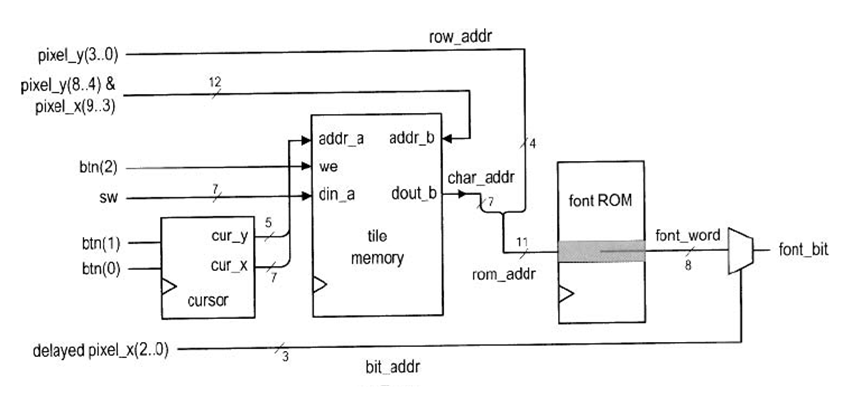 row_addr
pixel_y(3..0)
pixel_y(8..4) &
pixel_x(9..3)
12
addr_a
addr_b
4
btn(2)
we
char_addr
sw
7
din_a
dout_b
7
font ROM
tile
memory
btn(1)
cur_y
5
btn(0)
cur_x
7
cursor
11
rom_addr
font_word
8
font_bit
delayed pixel_x(2..0)
3
bit_addr